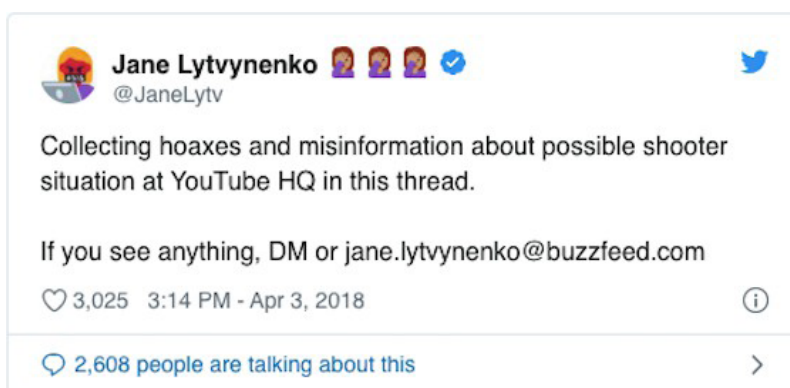 Jane Lytvynenko 🤦🏽‍♀️ 🤦🏽‍♀️ 🤦🏽‍♀️
@JaneLytv
Collecting hoaxes and misinformation about possible shooter
situation at YouTube HQ in this thread.
If you see anything, DM or jane.lytvynenko@buzzfeed.com
3,025 3:14 PM - Apr 3, 2018
2,608 people are talking about this